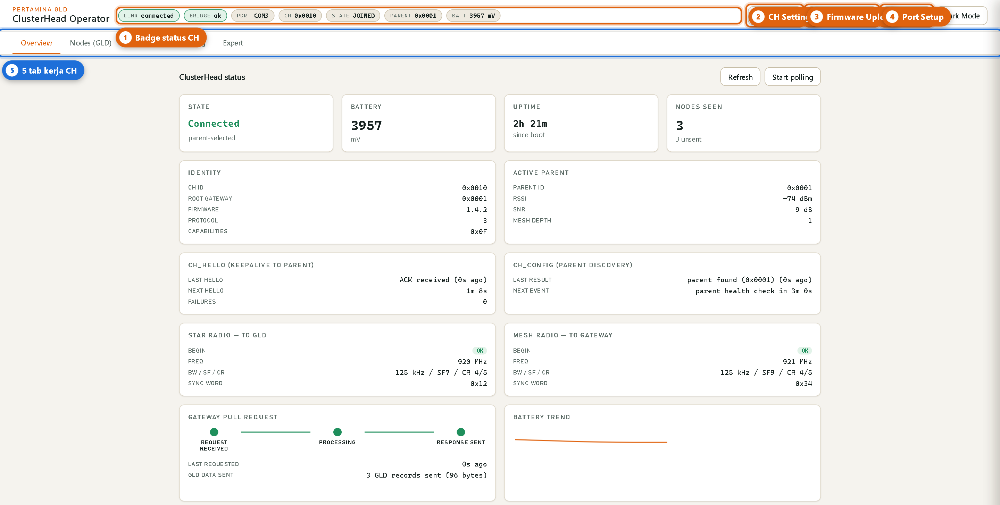 PERTAMINA GLD
ClusterHead Operator
LINK connected
BRIDGE ok
PORT COM3
CH 0x0010
STATE JOINED
PARENT 0x0001
BATT 3957 mV
2 CH Setting
3 Firmware Uplo
4 Port Setup
ark Mode
Overview
Nodes (GLD)
1 Badge status CH
Expert
5 5 tab kerja CH
ClusterHead status
Refresh
Start polling
STATE
Connected
parent-selected
BATTERY
3957
mV
UPTIME
2h 21m
since boot
NODES SEEN
3
3 unsent
IDENTITY
CH ID 0x0010
ROOT GATEWAY 0x0001
FIRMWARE 1.4.2
PROTOCOL 3
CAPABILITIES 0x0F
ACTIVE PARENT
PARENT ID 0x0001
RSSI -74 dBm
SNR 9 dB
MESH DEPTH 1
CH_HELLO (KEEPALIVE TO PARENT)
LAST HELLO ACK received (0s ago)
NEXT HELLO 1m 8s
FAILURES 0
CH_CONFIG (PARENT DISCOVERY)
LAST RESULT parent found (0x0001) (0s ago)
NEXT EVENT parent health check in 3m 0s
STAR RADIO — TO GLD
BEGIN OK
FREQ 920 MHz
BW / SF / CR 125 kHz / SF7 / CR 4/5
SYNC WORD 0x12
MESH RADIO — TO GATEWAY
BEGIN OK
FREQ 921 MHz
BW / SF / CR 125 kHz / SF9 / CR 4/5
SYNC WORD 0x34
GATEWAY PULL REQUEST
REQUEST
RECEIVED
PROCESSING
RESPONSE SENT
LAST REQUESTED 0s ago
GLD DATA SENT 3 GLD records sent (96 bytes)
BATTERY TREND